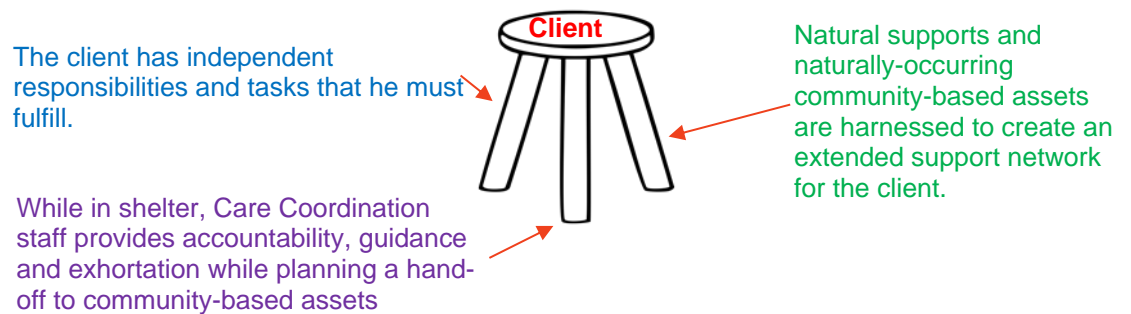 Client
The client has independent
responsibilities and tasks that he must
fulfill.
Natural supports and
naturally-occurring
community-based assets
are harnessed to create an
extended support network
for the client.
While in shelter, Care Coordination
staff provides accountability, guidance
and exhortation while planning a hand-
off to community-based assets